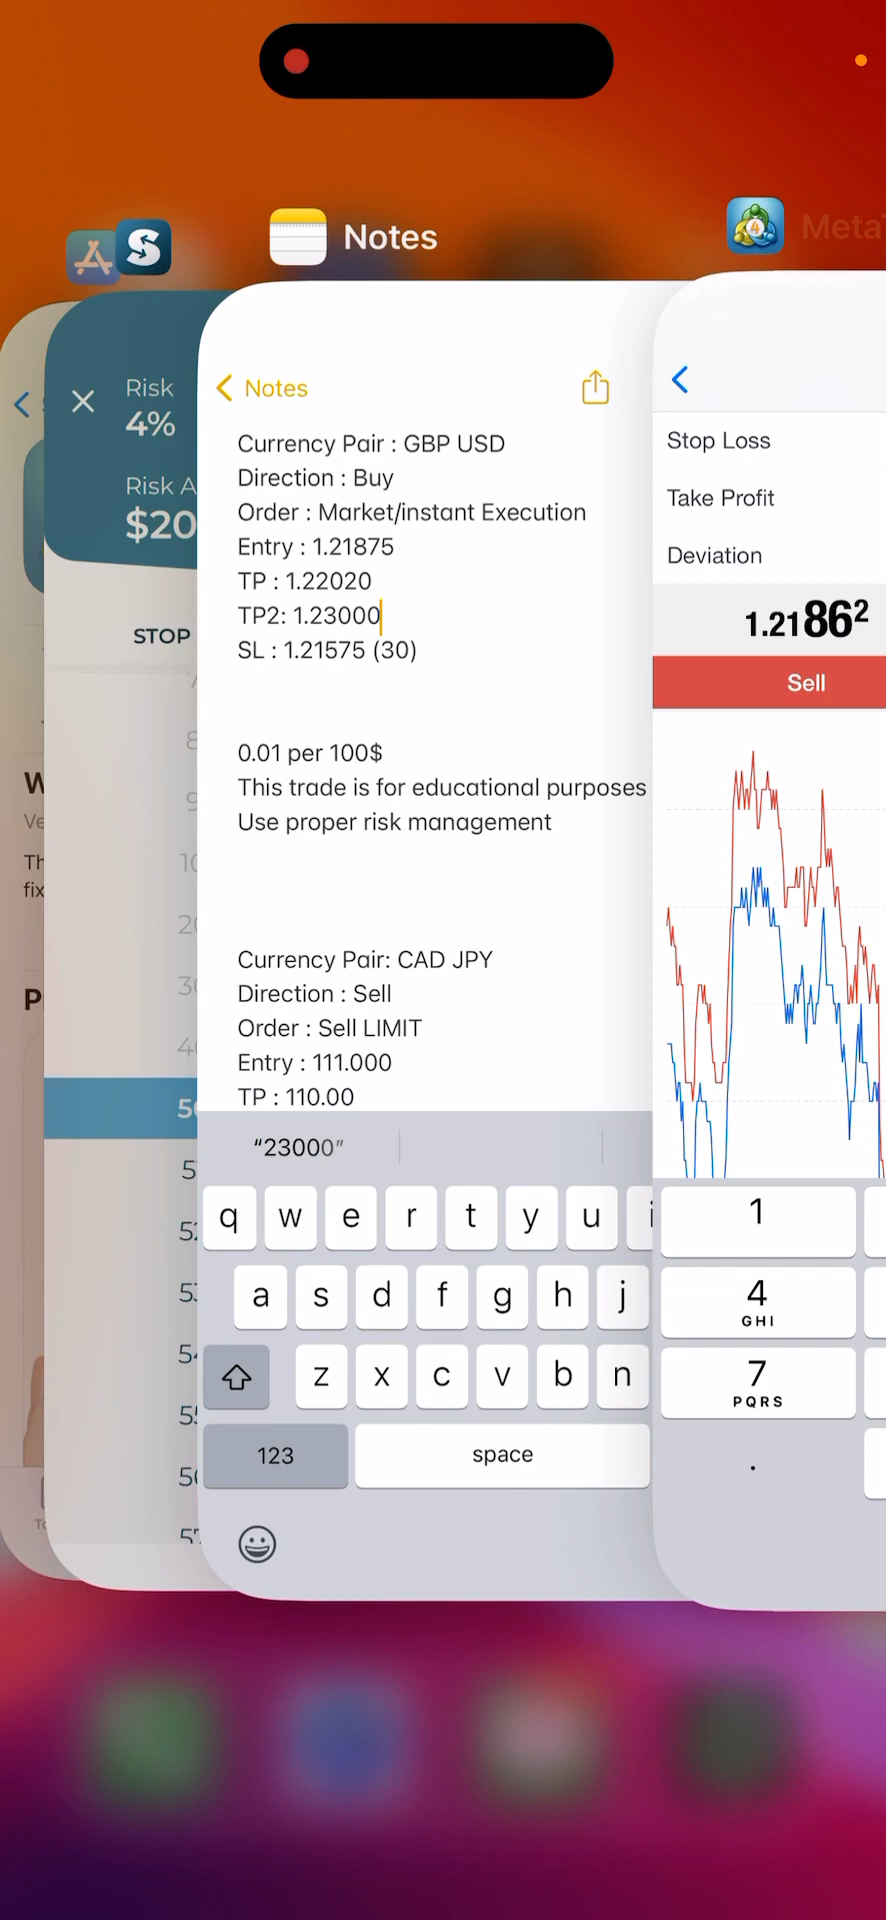 Notes
Risk
4%
Risk A
$20
STOP
Notes
Currency Pair : GBP USD
Direction : Buy
Order : Market/instant Execution
Entry : 1.21875
TP : 1.22020
TP2: 1.23000
SL : 1.21575 (30)
0.01 per 100$
This trade is for educational purposes
Use proper risk management
Currency Pair: CAD JPY
Direction : Sell
Order : Sell LIMIT
Entry : 111.000
TP : 110.00
Stop Loss
Take Profit
Deviation
1.21862
Sell
“23000”
q w e r t y u i
a s d f g h j
z x c v b n
123 space
1
4
GHI
7
PQRS
.